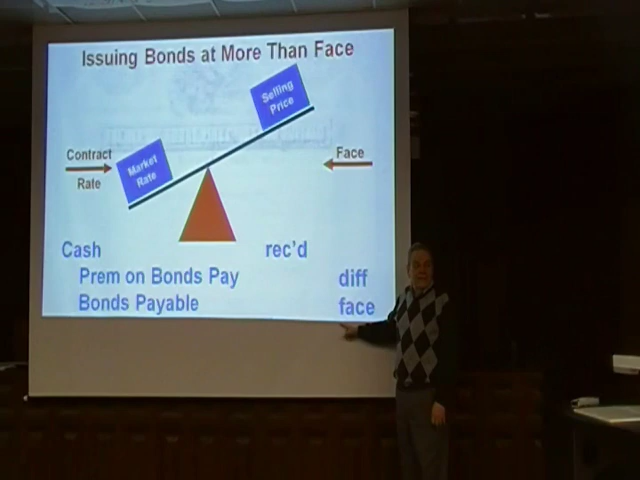 Issuing Bonds at More Than Face
Selling
Price
Contract
Rate
Market
Rate
Face
Cash rec'd
Prem on Bonds Pay diff
Bonds Payable face